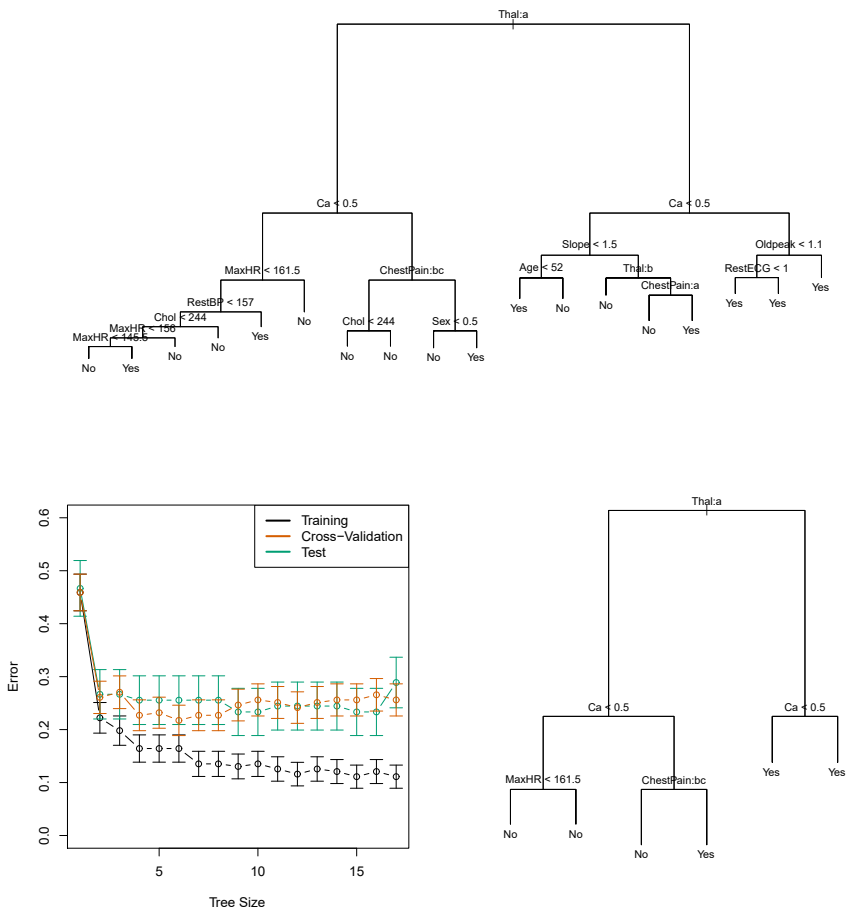 Thal:a
Ca < 0.5
Ca < 0.5
Slope < 1.5
Oldpeak < 1.1
MaxHR < 161.5
ChestPain:bc
Age < 52
Thal:b
RestECG < 1
ChestPain:a
Yes
No
No
Yes
Yes
Yes
RestBP < 157
Chol < 244
MaxHR < 156
MaxHR < 145.5
No
Chol < 244
Sex < 0.5
No
Yes
Yes
No
No
No
No
No
Yes
No
Yes
Thal:a
Ca < 0.5
Ca < 0.5
MaxHR < 161.5
ChestPain:bc
Yes
Yes
No
No
No
Yes
Training
Cross−Validation
Test
0.6
0.5
0.4
0.3
0.2
0.1
0.0
Error
5
10
15
Tree Size